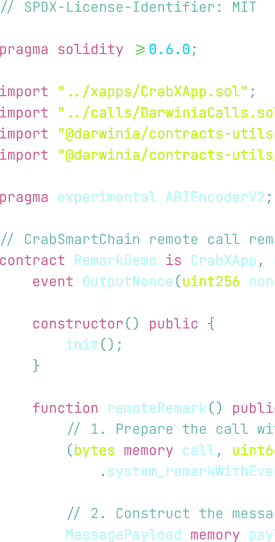 // SPDX-License-Identifier: MIT
pragma solidity >=0.6.0;
import "../xapps/CrabXApp.sol";
import "../calls/DarwiniaCalls.sol
import "@darwinia/contracts-utils
import "@darwinia/contracts-utils
pragma experimental ABIEncoderV2;
// CrabSmartChain remote call rema
contract RemarkDemo is CrabXApp,
event OutputNonce(uint256 non
constructor() public {
init();
}
function remoteRemark() public
// 1. Prepare the call wi
(bytes memory call, uint6
.system_remarkWithEve
// 2. Construct the messa
MessagePayload memory pay